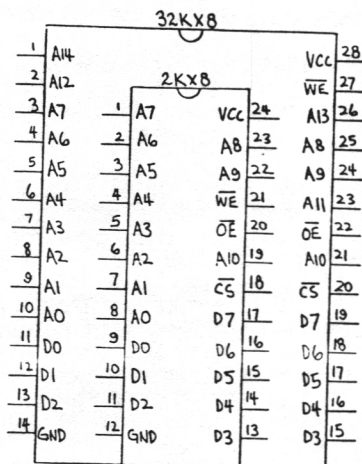 32KX8
1 A14
2 A12
3 A7
4 A6
5 A5
6 A4
7 A3
8 A2
9 A1
10 A0
11 D0
12 D1
13 D2
14 GND
2KX8
1 A7
2 A6
3 A5
4 A4
5 A3
6 A2
7 A1
8 A0
9 D0
10 D1
11 D2
12 GND
VCC 24
A8 23
A9 22
WE 21
OE 20
A10 19
CS 18
D7 17
D6 16
D5 15
D4 14
D3 13
VCC 28
WE 27
A13 26
A8 25
A9 24
A11 23
OE 22
A10 21
CS 20
D7 19
D6 18
D5 17
D4 16
D3 15